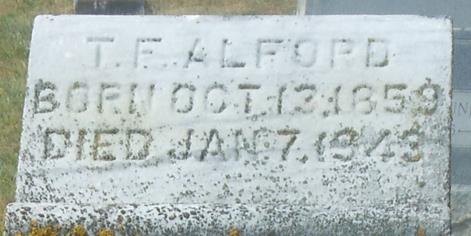 T. F. ALFORD
BORN OCT. 13, 1859
DIED JAN. 7, 1943